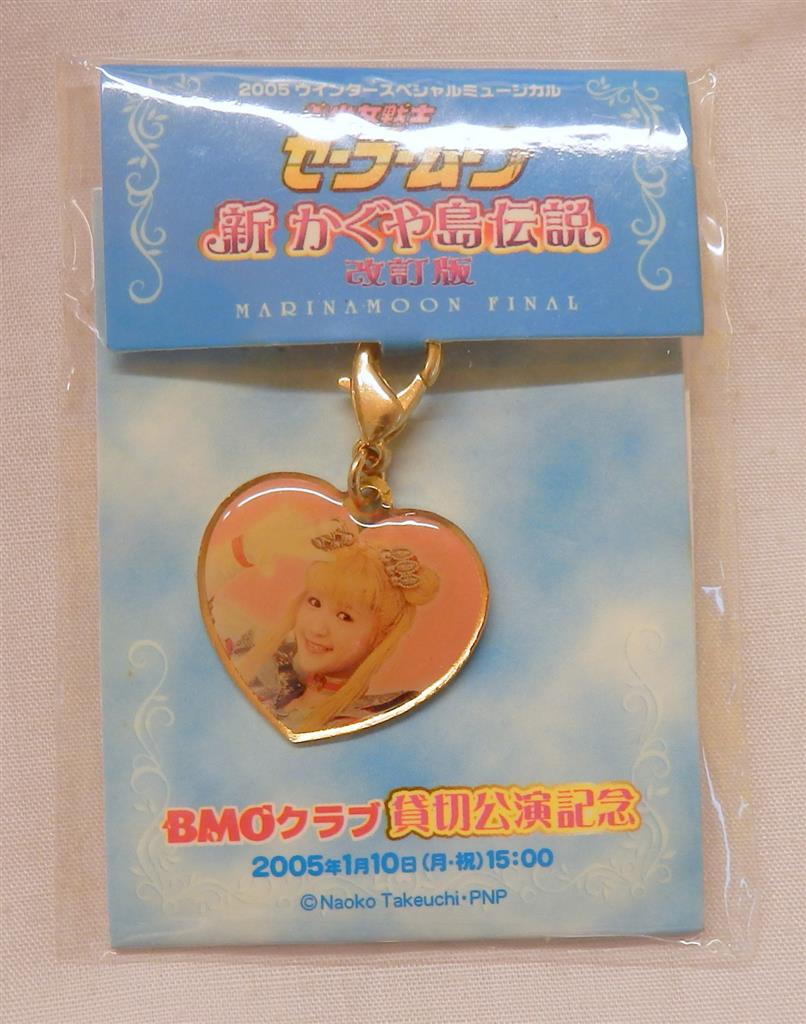 2005 ウインタースペシャルミュージカル
美少女戦士
セーラームーン
新 かぐや島伝説
改訂版
MARINAMOON FINAL
BMOクラブ 貸切公演記念
2005年1月10日(月・祝)15:00
©Naoko Takeuchi・PNP